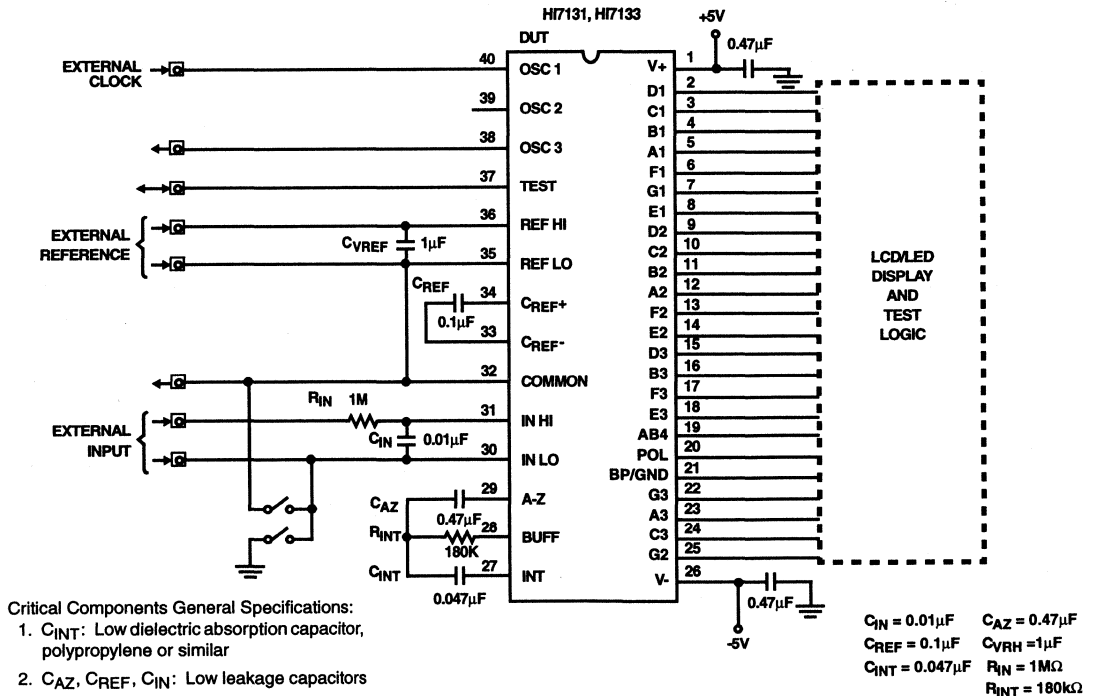 HI7131, HI7133
DUT
+5V
0.47µF
EXTERNAL
CLOCK
40
OSC 1
39
OSC 2
38
OSC 3
37
TEST
EXTERNAL
REFERENCE
36
REF HI
CVREF 1µF
35
REF LO
CREF
34
CREF+
0.1µF
33
CREF-
32
COMMON
EXTERNAL
INPUT
RIN 1M
31
IN HI
CIN 0.01µF
30
IN LO
29
A-Z
CAZ
0.47µF
28
BUFF
RINT
180K
27
INT
CINT
0.047µF
V+ 1
D1 2
C1 3
B1 4
A1 5
F1 6
G1 7
E1 8
D2 9
C2 10
B2 11
A2 12
F2 13
E2 14
D3 15
B3 16
F3 17
E3 18
AB4 19
POL 20
BP/GND 21
G3 22
A3 23
C3 24
G2 25
V- 26
0.47µF
-5V
LCD/LED
DISPLAY
AND
TEST
LOGIC
Critical Components General Specifications:
1. CINT: Low dielectric absorption capacitor,
polypropylene or similar
2. CAZ, CREF, CIN: Low leakage capacitors
CIN = 0.01µF CAZ = 0.47µF
CREF = 0.1µF CVRH =1µF
CINT = 0.047µF RIN = 1MΩ
RINT = 180kΩ